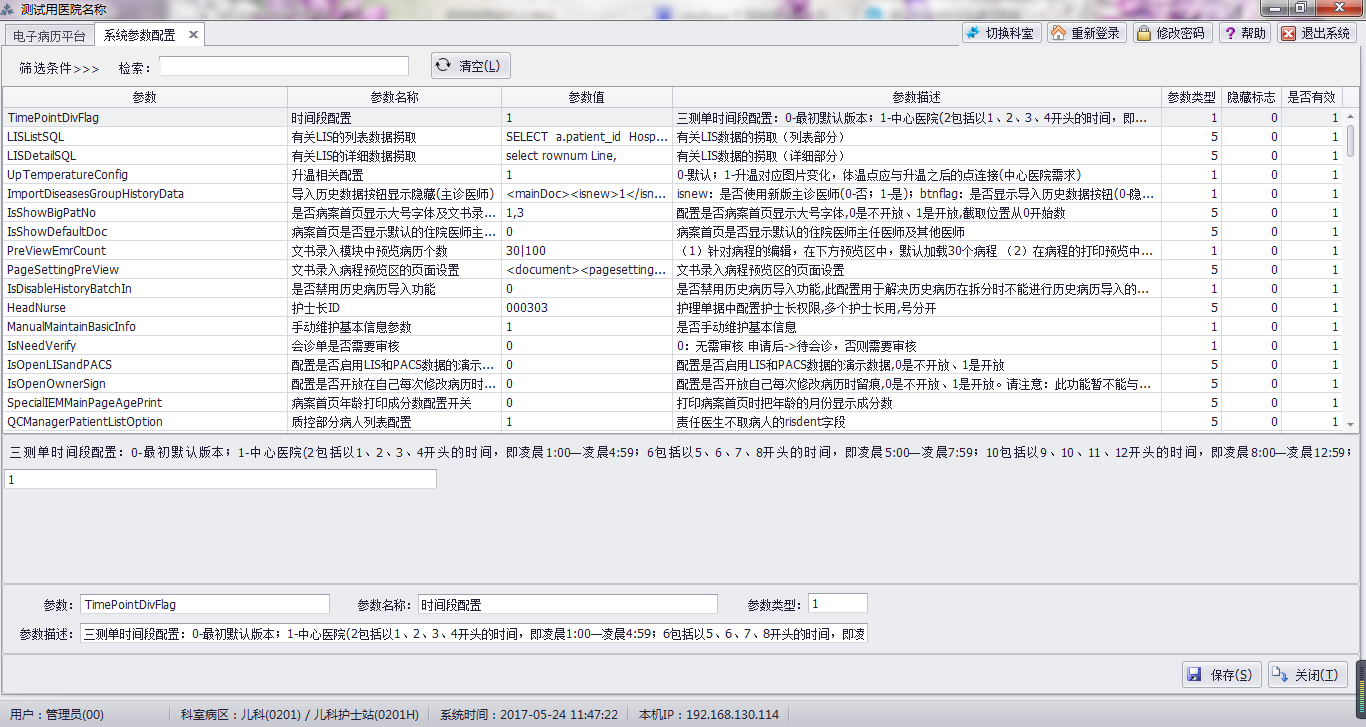 测试用医院名称
电子病历平台 系统参数配置 切换科室 重新登录 修改密码 ? 帮助 退出系统
筛选条件>>> 检索： 清空(L)
参数 参数名称 参数值 参数描述 参数类型 隐藏标志 是否有效
TimePointDivFlag 时间段配置 1 三测单时间段配置：0-最初默认版本；1-中心医院(2包括以1、2、3、4开头的时间，即... 1 0 1
LISListSQL 有关LIS的列表数据捞取 SELECT a.patient_id Hosp... 有关LIS数据的捞取（列表部分） 5 0 1
LISDetailSQL 有关LIS的详细数据捞取 select rownum Line, 有关LIS数据的捞取（详细部分） 5 0 1
UpTemperatureConfig 升温相关配置 1 0-默认；1-升温对应图片变化，体温点应与升温之后的点连接(中心医院需求) 1 0 1
ImportDiseasesGroupHistoryData 导入历史数据按钮显示隐藏(主诊医师) <mainDoc><isnew>1</isn... isnew：是否使用新版主诊医师(0-否；1-是)；btnflag：是否显示导入历史数据按钮(0-隐... 1 0 1
IsShowBigPatNo 是否病案首页显示大号字体及文书录... 1,3 配置是否病案首页显示大号字体,0是不开放、1是开放,截取位置从0开始数 5 0 1
IsShowDefaultDoc 病案首页是否显示默认的住院医师主... 0 病案首页是否显示默认的住院医师主任医师及其他医师 5 0 1
PreViewEmrCount 文书录入模块中预览病历个数 30|100 （1）针对病程的编辑，在下方预览区中，默认加载30个病程 （2）在病程的打印预览中... 1 0 1
PageSettingPreView 文书录入病程预览区的页面设置 <document><pagesetting... 文书录入病程预览区的页面设置 5 0 1
IsDisableHistoryBatchIn 是否禁用历史病历导入功能 0 是否禁用历史病历导入功能,此配置用于解决历史病历在拆分时不能进行历史病历导入的... 1 0 1
HeadNurse 护士长ID 000303 护理单据中配置护士长权限,多个护士长用,号分开 5 0 1
ManualMaintainBasicInfo 手动维护基本信息参数 1 是否手动维护基本信息 1 0 1
IsNeedVerify 会诊单是否需要审核 0 0：无需审核 申请后->待会诊，否则需要审核 1 0 1
IsOpenLISandPACS 配置是否启用LIS和PACS数据的演示... 0 配置是否启用LIS和PACS数据的演示数据,0是不开放、1是开放 5 0 1
IsOpenOwnerSign 配置是否开放在自己每次修改病历时... 0 配置是否开放自己每次修改病历时留痕,0是不开放、1是开放。请注意：此功能暂不能与... 5 0 1
SpecialIEMMainPageAgePrint 病案首页年龄打印成分数配置开关 0 打印病案首页时把年龄的月份显示成分数 5 0 1
QCManagerPatientListOption 质控部分病人列表配置 1 责任医生不取病人的risdent字段 5 0 1
三测单时间段配置：0-最初默认版本；1-中心医院(2包括以1、2、3、4开头的时间，即凌晨1:00—凌晨4:59；6包括以5、6、7、8开头的时间，即凌晨5:00—凌晨7:59；10包括以9、10、11、12开头的时间，即凌晨8:00—凌晨12:59；
1
参数： TimePointDivFlag 参数名称： 时间段配置 参数类型： 1
参数描述： 三测单时间段配置：0-最初默认版本；1-中心医院(2包括以1、2、3、4开头的时间，即凌晨1:00—凌晨4:59；6包括以5、6、7、8开头的时间，即凌
保存(S) 关闭(T)
用户：管理员(00) 科室病区：儿科(0201) / 儿科护士站(0201H) 系统时间：2017-05-24 11:47:22 本机IP：192.168.130.114